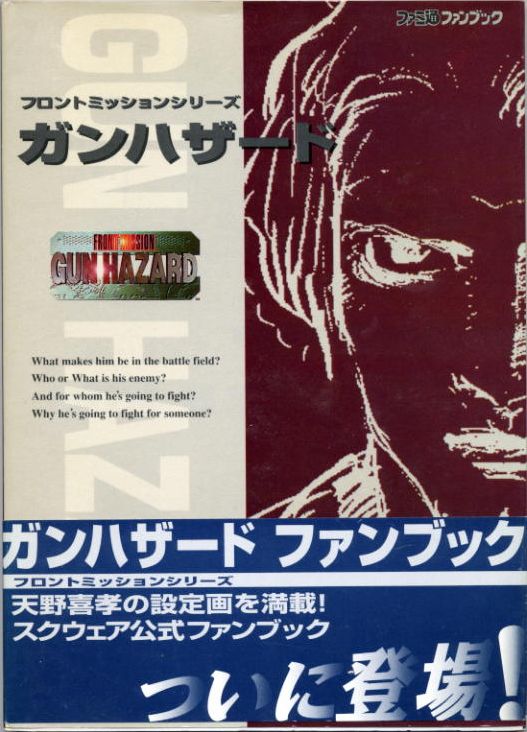 ファミ通ファンブック
フロントミッションシリーズ
ガンハザード
GUN HAZ
FRONT MISSION
GUN HAZARD
TM
What makes him be in the battle field?
Who or What is his enemy?
And for whom he's going to fight?
Why he's going to fight for someone?
ガンハザード ファンブック
フロントミッションシリーズ
天野喜孝の設定画を満載!
スクウェア公式ファンブック
ついに登場!